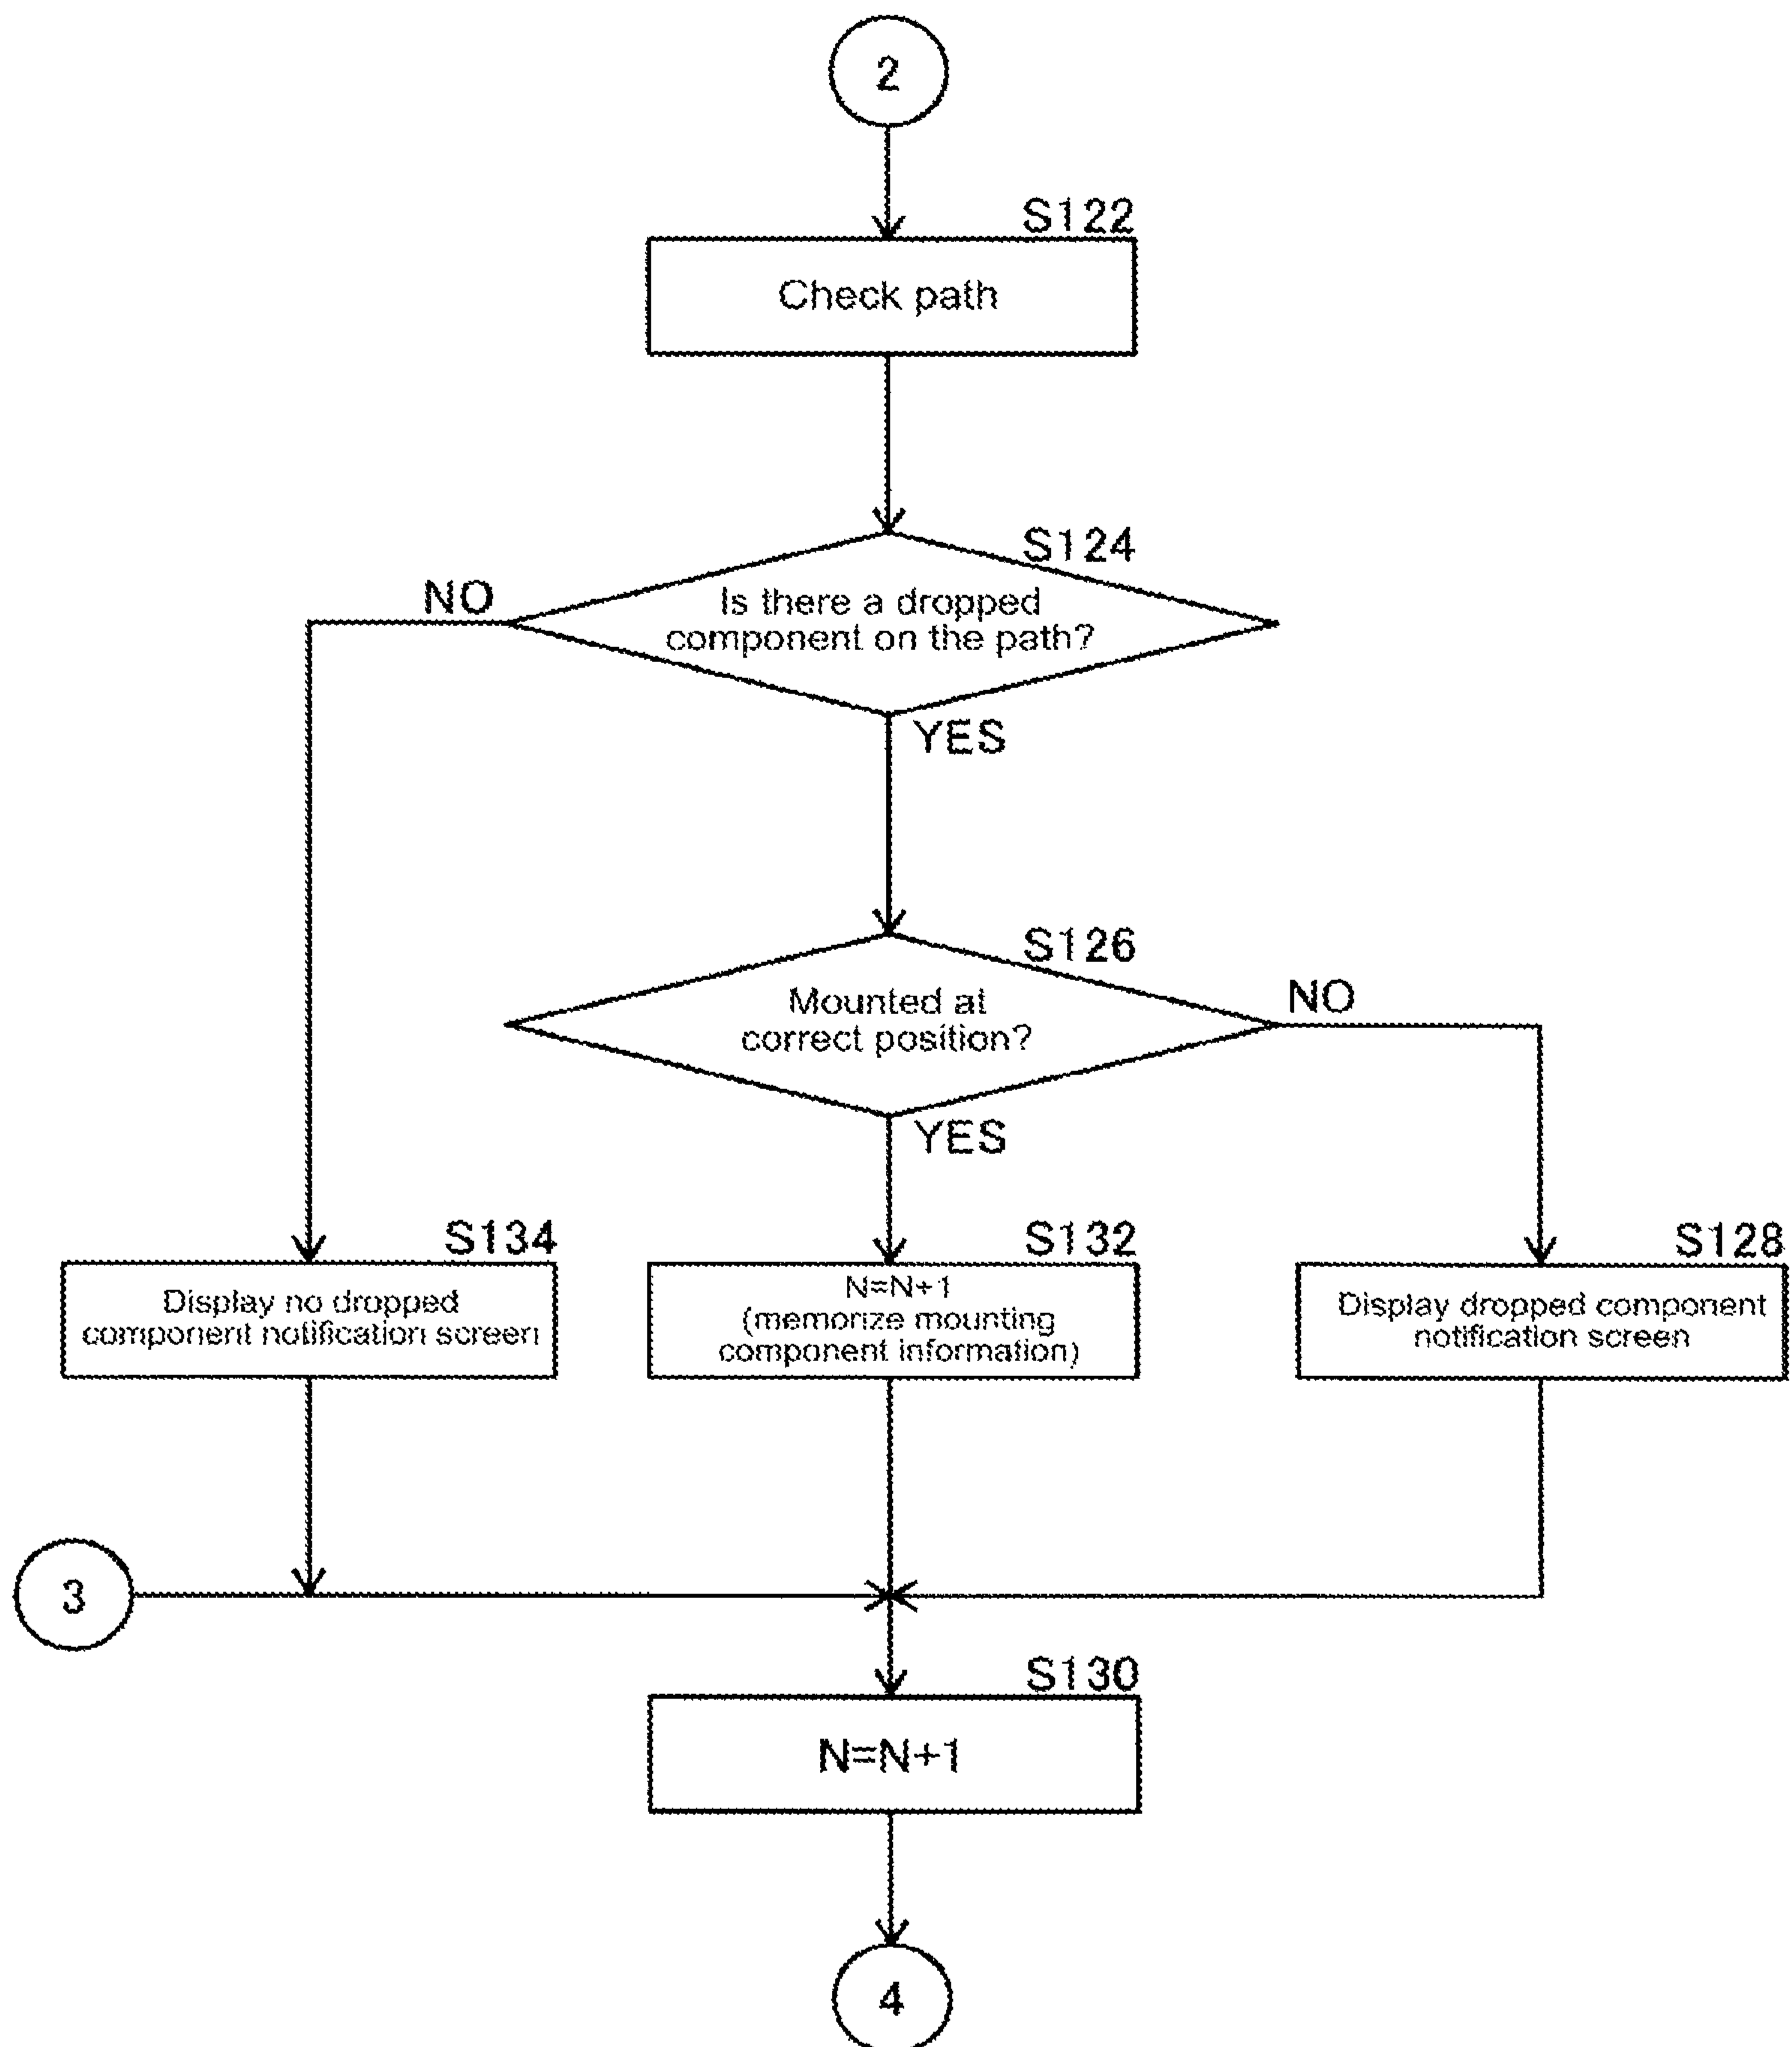 2
S122
Check path
S124
NO
Is there a dropped
component on the path?
YES
S126
Mounted at
correct position?
NO
YES
S134
Display no dropped
component notification screen
S132
N=N+1
(memorize mounting
component information)
S128
Display dropped component
notification screen
3
S130
N=N+1
4